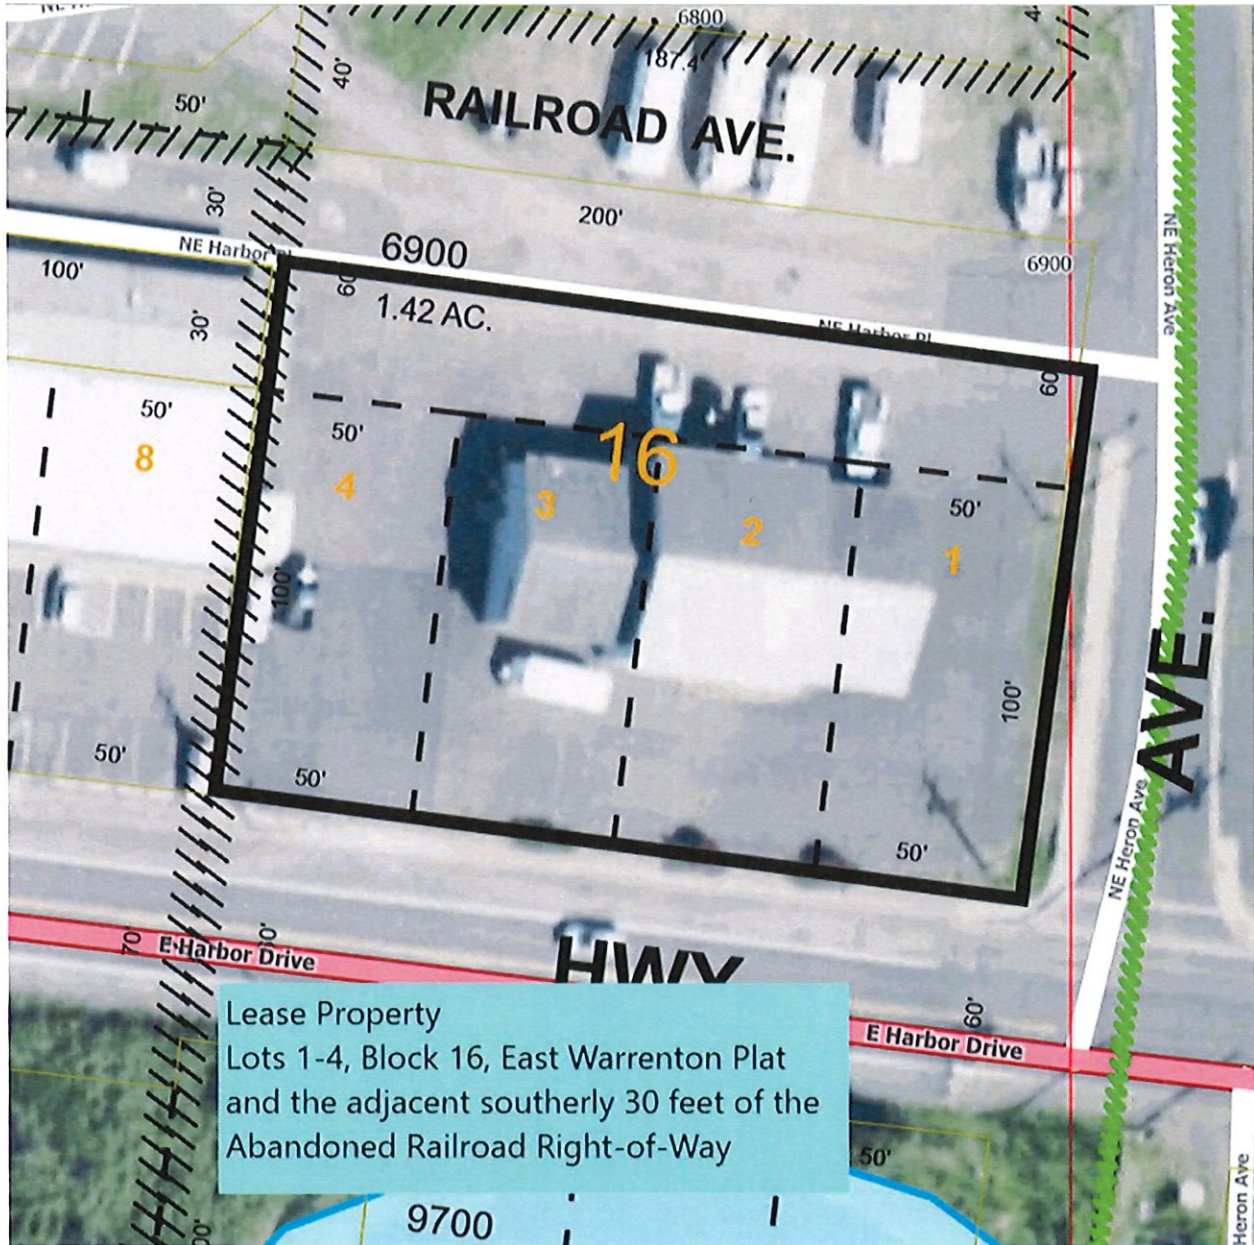 6800
187.4
40'
50'
RAILROAD AVE.
30'
200'
NE Harbor
6900
6900
100'
60
1.42 AC.
30'
NE Harbor Pl
NE Heron Ave
60
50'
50'
16
50'
8
4
3
2
1
100'
100'
AVE.
50'
50'
50'
NE Heron Ave
70'
E Harbor Drive
HWY
60'
E Harbor Drive
Lease Property
Lots 1-4, Block 16, East Warrenton Plat
and the adjacent southerly 30 feet of the
Abandoned Railroad Right-of-Way
50'
9700
Heron Ave